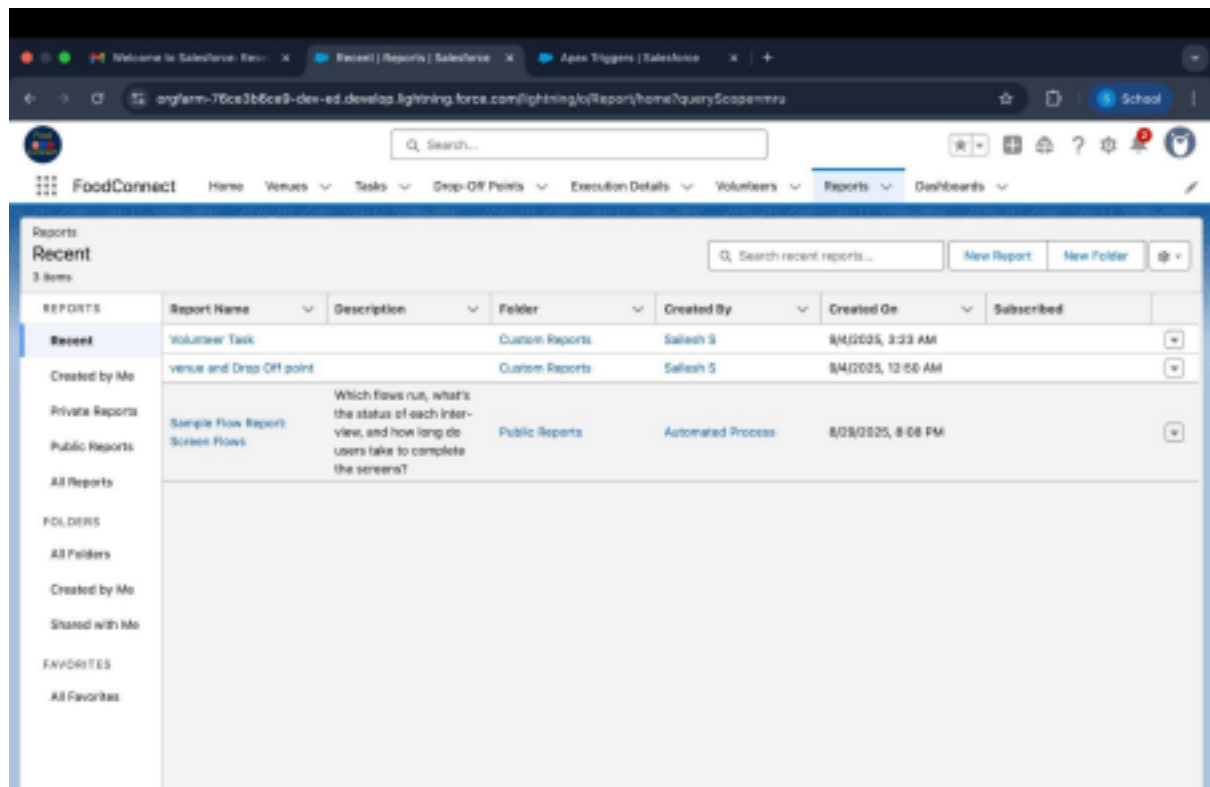 Welcome to Salesforce:
Recent | Reports | Salesforce
Apex Triggers | Salesforce
orgfarm-76ce3b6ce9-dev-ed.develop.lightning.force.com/lightning/o/Report/home?queryScope=mru
School
Search...
FoodConnect
Home
Venues
Tasks
Drop-Off Points
Execution Details
Volunteers
Reports
Dashboards
Reports
Recent
3 items
Search recent reports...
New Report
New Folder
REPORTS
Recent
Created by Me
Private Reports
Public Reports
All Reports
FOLDERS
All Folders
Created by Me
Shared with Me
FAVORITES
All Favorites
Report Name Description Folder Created By Created On Subscribed
Volunteer Task Custom Reports Sailesh S 9/4/2025, 3:23 AM
venue and Drop Off point Custom Reports Sailesh S 9/4/2025, 12:50 AM
Sample Flow Report:
Screen Flows
Which flows run, what's
the status of each inter-
view, and how long do
users take to complete
the screens?
Public Reports
Automated Process
8/29/2025, 8:08 PM